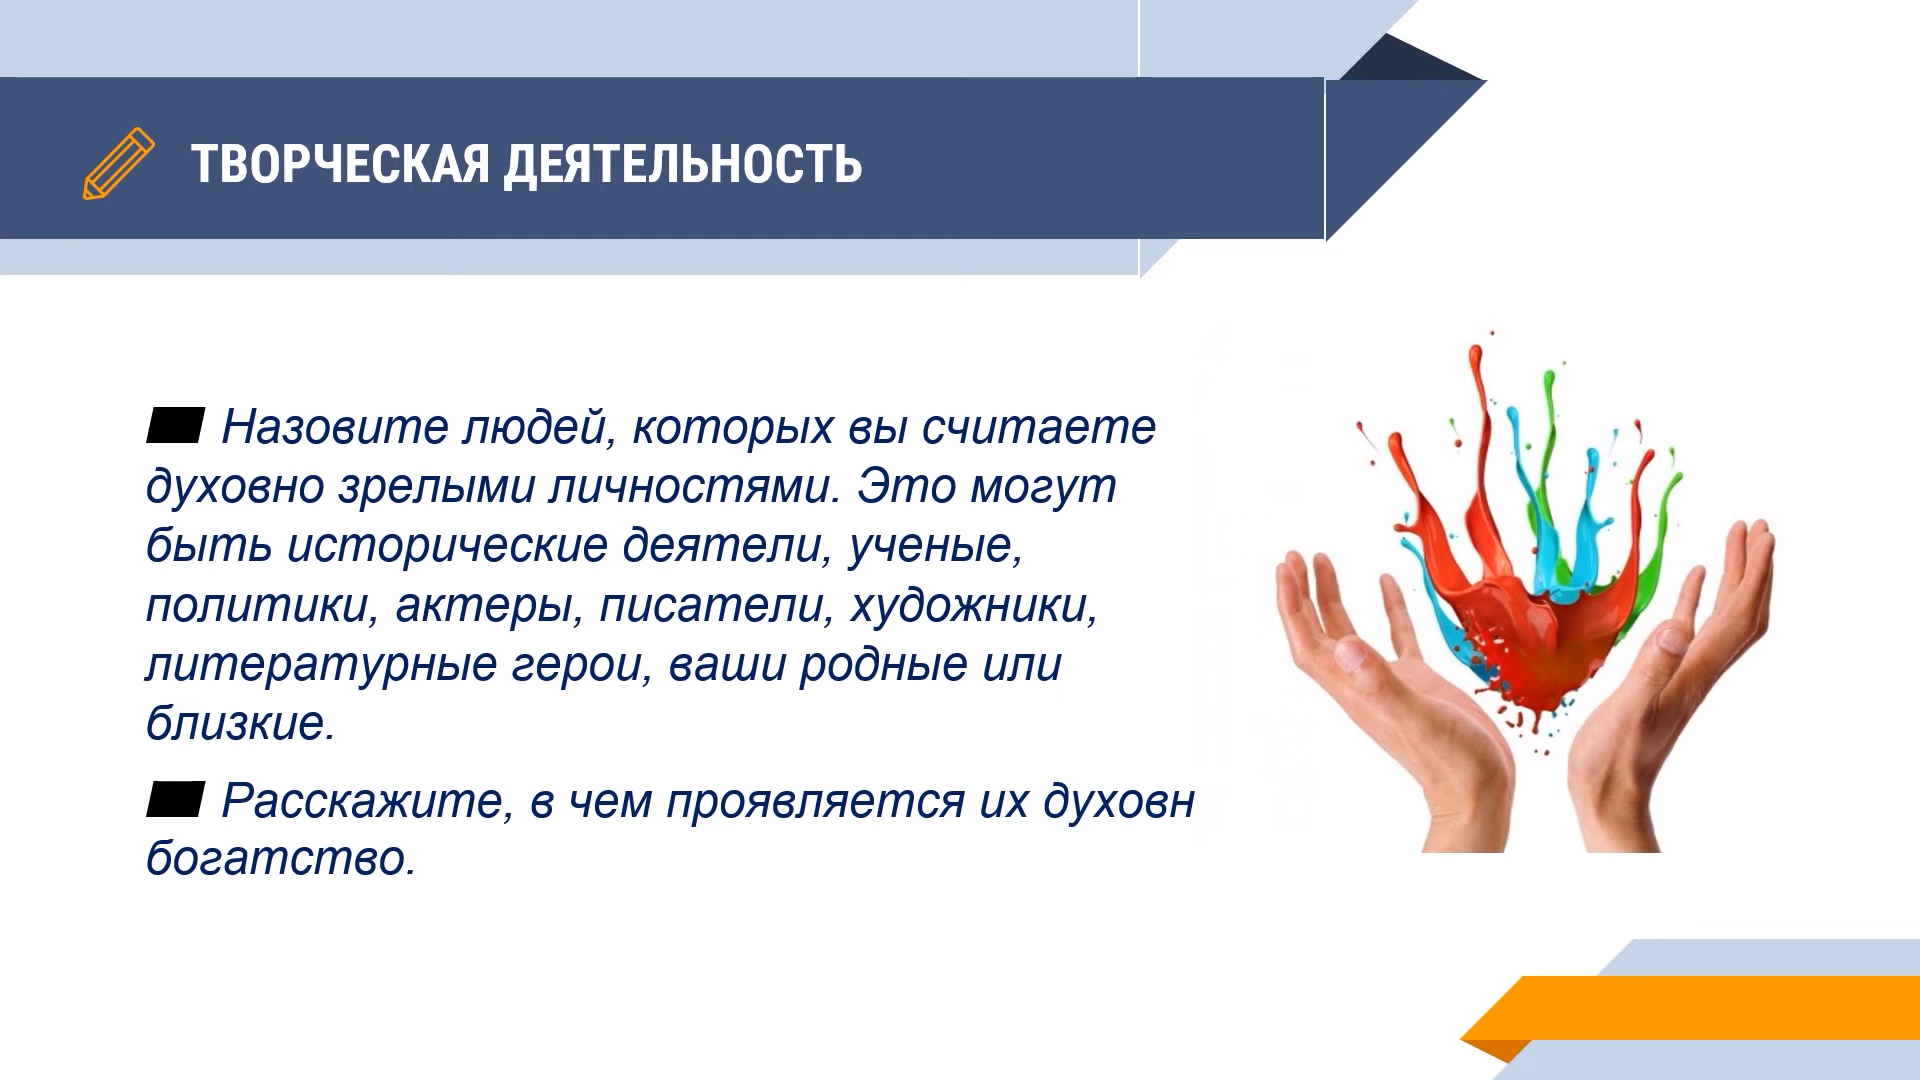 ТВОРЧЕСКАЯ ДЕЯТЕЛЬНОСТЬ
Назовите людей, которых вы считаете
духовно зрелыми личностями. Это могут
быть исторические деятели, ученые,
политики, актеры, писатели, художники,
литературные герои, ваши родные или
близкие.
Расскажите, в чем проявляется их духовн
богатство.